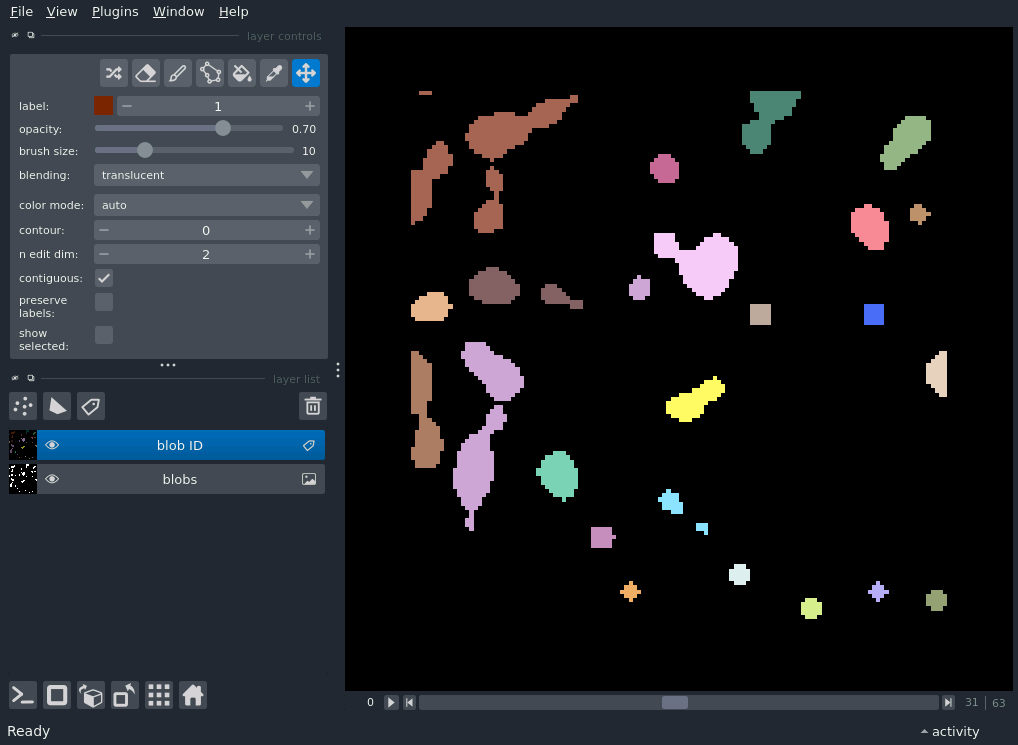 File View Plugins Window Help
layer controls
label: 1
opacity: 0.70
brush size: 10
blending: translucent
color mode: auto
contour: 0
n edit dim: 2
contiguous:
preserve
labels:
show
selected:
layer list
blob ID
blobs
0 31 63
Ready activity